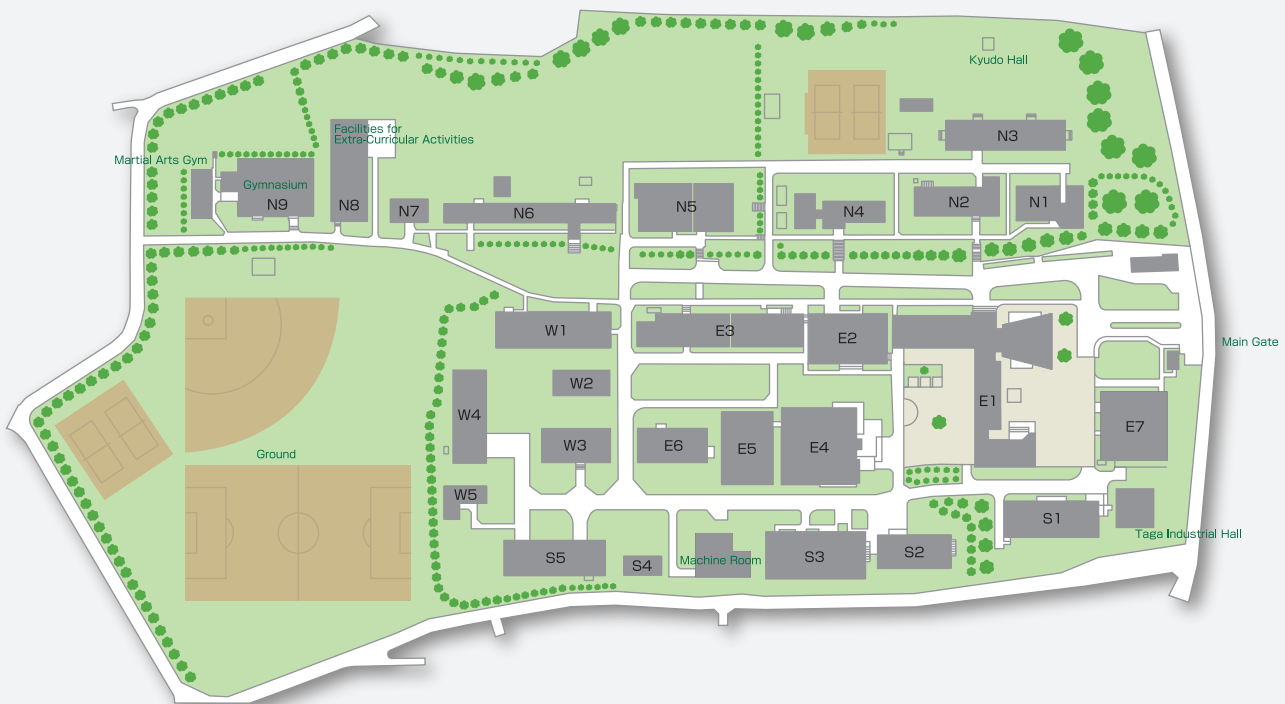 Kyudo Hall
Facilities for
Extra-Curricular Activities
N3
Martial Arts Gym
Gymnasium
N9
N8
N7
N6
N5
N4
N2
N1
W1
E3
E2
Main Gate
W2
W4
E1
W3
E6
E5
E4
E7
Ground
W5
S1
Taga Industrial Hall
S5
S4
Machine Room
S3
S2